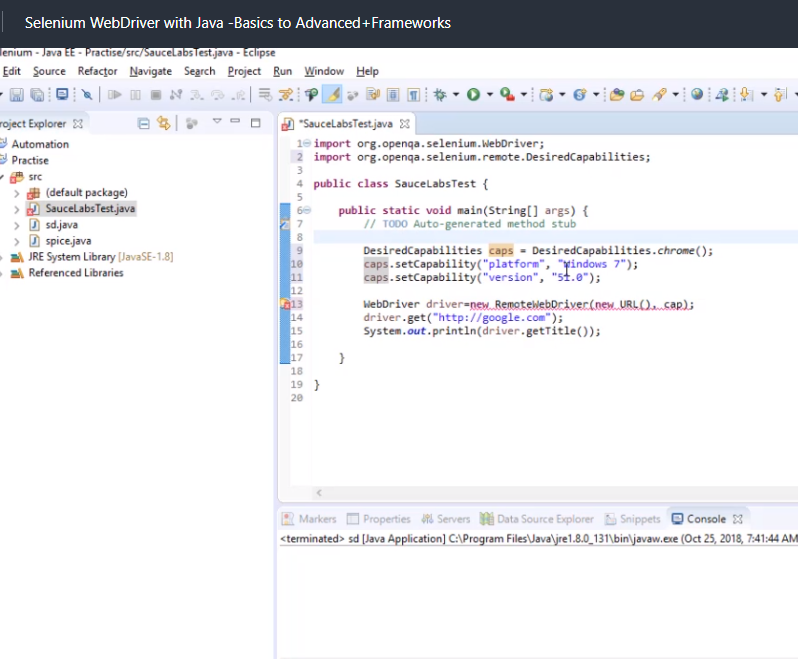 Selenium WebDriver with Java -Basics to Advanced+Frameworks
lenium - Java EE - Practise/src/SauceLabsTest.java - Eclipse
Edit Source Refactor Navigate Search Project Run Window Help
roject Explorer
Automation
Practise
src
(default package)
SauceLabsTest.java
sd.java
spice.java
JRE System Library [JavaSE-1.8]
Referenced Libraries
*SauceLabsTest.java
1 import org.openqa.selenium.WebDriver;
2 import org.openqa.selenium.remote.DesiredCapabilities;
3
4 public class SauceLabsTest {
5
6 public static void main(String[] args) {
7 // TODO Auto-generated method stub
8
9 DesiredCapabilities caps = DesiredCapabilities.chrome();
10 caps.setCapability("platform", "Windows 7");
11 caps.setCapability("version", "51.0");
12
13 WebDriver driver=new RemoteWebDriver(new URL(), cap);
14 driver.get("http://google.com");
15 System.out.println(driver.getTitle());
16
17 }
18
19 }
20
Markers Properties Servers Data Source Explorer Snippets Console
<terminated> sd [Java Application] C:\Program Files\Java\jre1.8.0_131\bin\javaw.exe (Oct 25, 2018, 7:41:44 AM